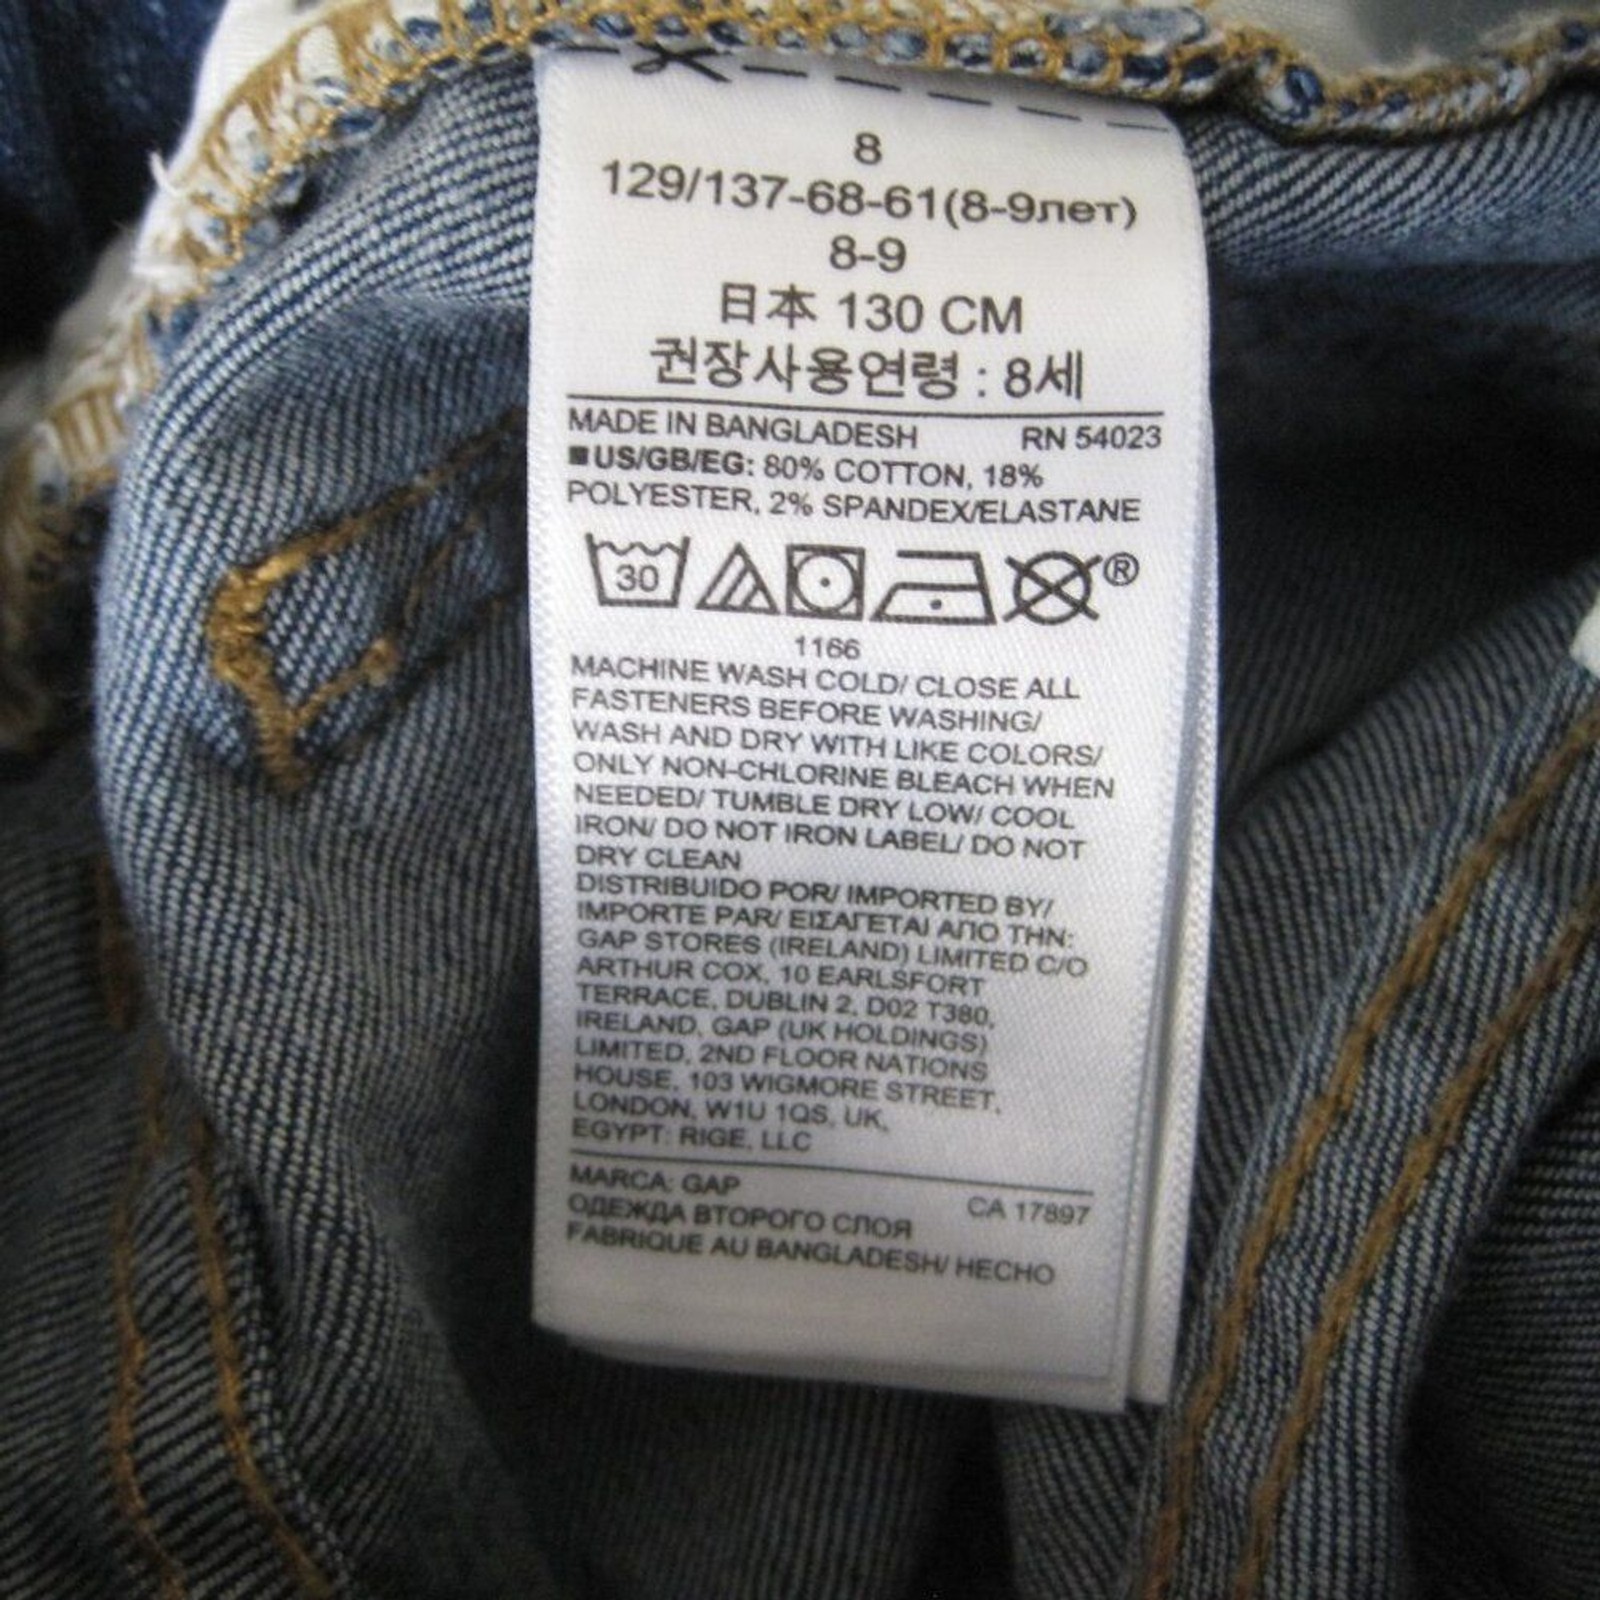 8
129/137-68-61(8-9лет)
8-9
日本 130 CM
권장사용연령 : 8세
MADE IN BANGLADESH RN 54023
■US/GB/EG: 80% COTTON, 18%
POLYESTER, 2% SPANDEX/ELASTANE
30 ®
1166
MACHINE WASH COLD/ CLOSE ALL
FASTENERS BEFORE WASHING/
WASH AND DRY WITH LIKE COLORS/
ONLY NON-CHLORINE BLEACH WHEN
NEEDED/ TUMBLE DRY LOW/ COOL
IRON/ DO NOT IRON LABEL/ DO NOT
DRY CLEAN
DISTRIBUIDO POR/ IMPORTED BY/
IMPORTE PAR/ ΕΙΣΑΓΕΤΑΙ ΑΠΟ ΤΗΝ:
GAP STORES (IRELAND) LIMITED C/O
ARTHUR COX, 10 EARLSFORT
TERRACE, DUBLIN 2, D02 T380,
IRELAND, GAP (UK HOLDINGS)
LIMITED, 2ND FLOOR NATIONS
HOUSE, 103 WIGMORE STREET,
LONDON, W1U 1QS, UK,
EGYPT: RIGE, LLC
MARCA: GAP CA 17897
ОДЕЖДА ВТОРОГО СЛОЯ
FABRIQUE AU BANGLADESH/ HECHO